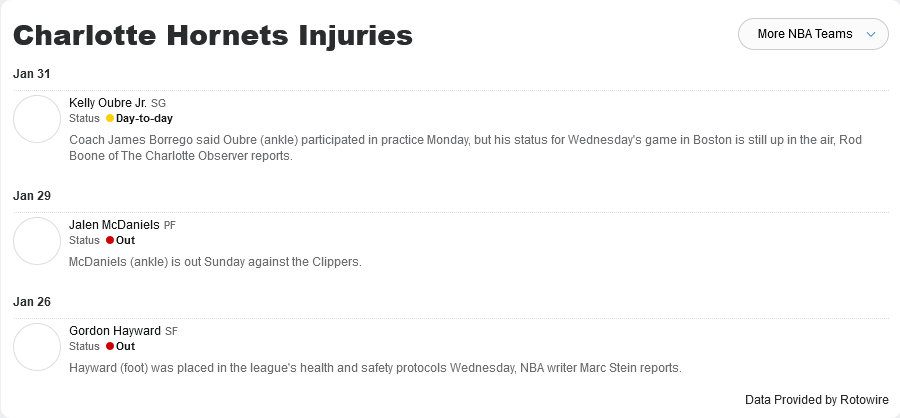 Charlotte Hornets Injuries
More NBA Teams
Jan 31
Kelly Oubre Jr. SG
Status Day-to-day
Coach James Borrego said Oubre (ankle) participated in practice Monday, but his status for Wednesday's game in Boston is still up in the air, Rod
Boone of The Charlotte Observer reports.
Jan 29
Jalen McDaniels PF
Status Out
McDaniels (ankle) is out Sunday against the Clippers.
Jan 26
Gordon Hayward SF
Status Out
Hayward (foot) was placed in the league's health and safety protocols Wednesday, NBA writer Marc Stein reports.
Data Provided by Rotowire